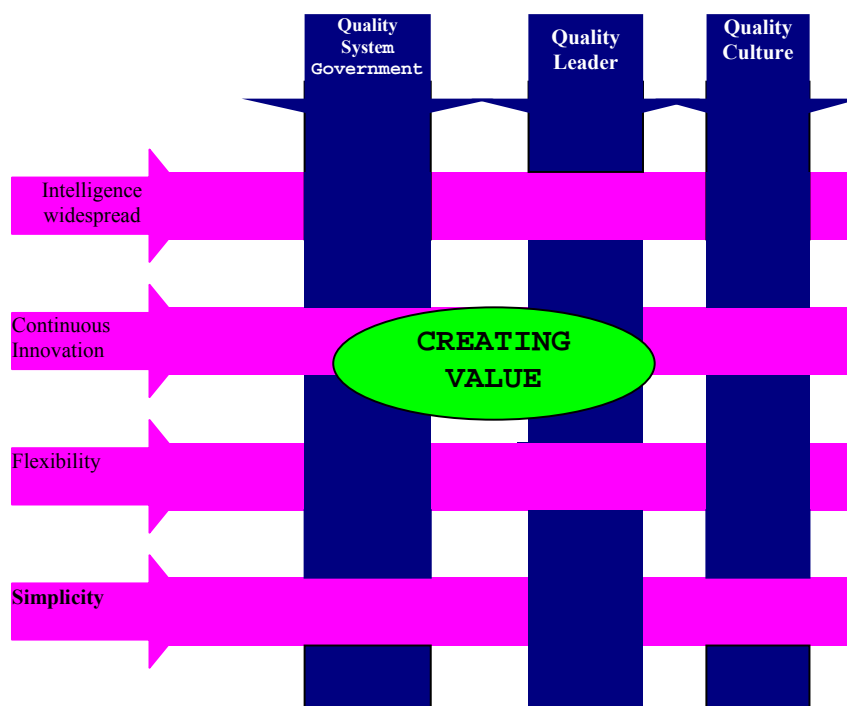 Quality
System
Government
Quality
Leader
Quality
Culture
Intelligence
widespread
Continuous
Innovation
CREATING
VALUE
Flexibility
Simplicity